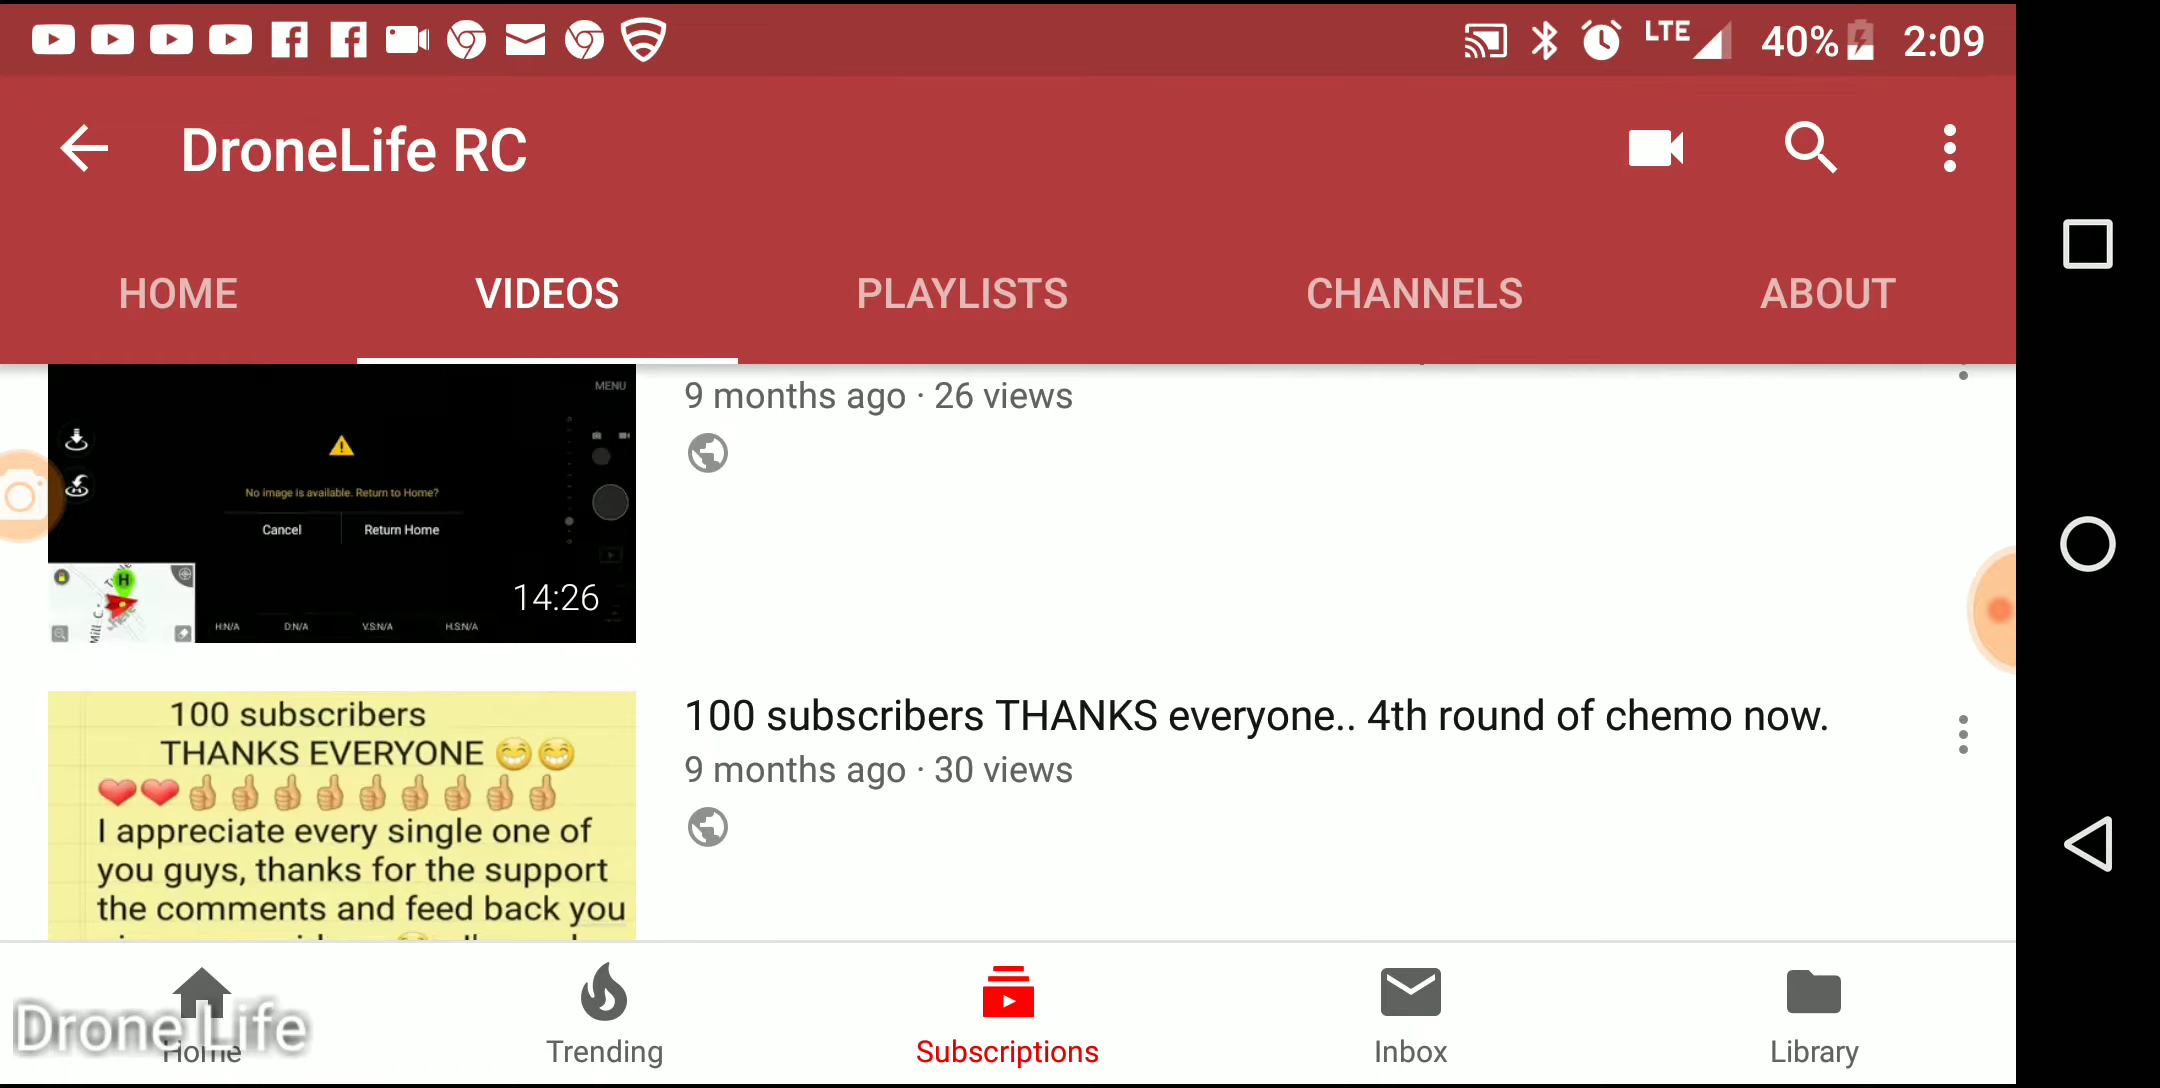 LTE 40% 2:09
DroneLife RC
HOME VIDEOS PLAYLISTS CHANNELS ABOUT
MENU
No image is available. Return to Home?
Cancel Return Home
H
Mill C
H:N/A D:N/A V.S:N/A H.S:N/A
14:26
9 months ago · 26 views
100 subscribers
THANKS EVERYONE 😁😁
❤❤👍👍👍👍👍👍👍👍👍
I appreciate every single one of
you guys, thanks for the support
the comments and feed back you
100 subscribers THANKS everyone.. 4th round of chemo now.
9 months ago · 30 views
Home Trending Subscriptions Inbox Library
Drone Life